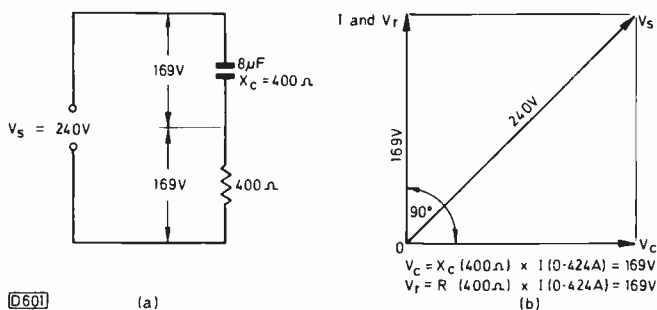 169V
8µF
Xc = 400Ω
Vs = 240V
169V
400Ω
D601
(a)
I and Vr
Vs
240V
169V
90°
0
Vc
Vc = Xc (400Ω) x I (0·424A) = 169V
Vr = R (400Ω) x I (0·424A) = 169V
(b)